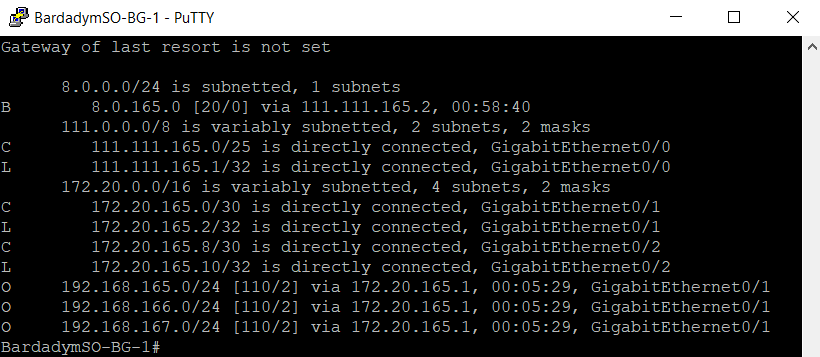 BardadymSO-BG-1 - PuTTY
Gateway of last resort is not set
8.0.0.0/24 is subnetted, 1 subnets
B 8.0.165.0 [20/0] via 111.111.165.2, 00:58:40
111.0.0.0/8 is variably subnetted, 2 subnets, 2 masks
C 111.111.165.0/25 is directly connected, GigabitEthernet0/0
L 111.111.165.1/32 is directly connected, GigabitEthernet0/0
172.20.0.0/16 is variably subnetted, 4 subnets, 2 masks
C 172.20.165.0/30 is directly connected, GigabitEthernet0/1
L 172.20.165.2/32 is directly connected, GigabitEthernet0/1
C 172.20.165.8/30 is directly connected, GigabitEthernet0/2
L 172.20.165.10/32 is directly connected, GigabitEthernet0/2
O 192.168.165.0/24 [110/2] via 172.20.165.1, 00:05:29, GigabitEthernet0/1
O 192.168.166.0/24 [110/2] via 172.20.165.1, 00:05:29, GigabitEthernet0/1
O 192.168.167.0/24 [110/2] via 172.20.165.1, 00:05:29, GigabitEthernet0/1
BardadymSO-BG-1#